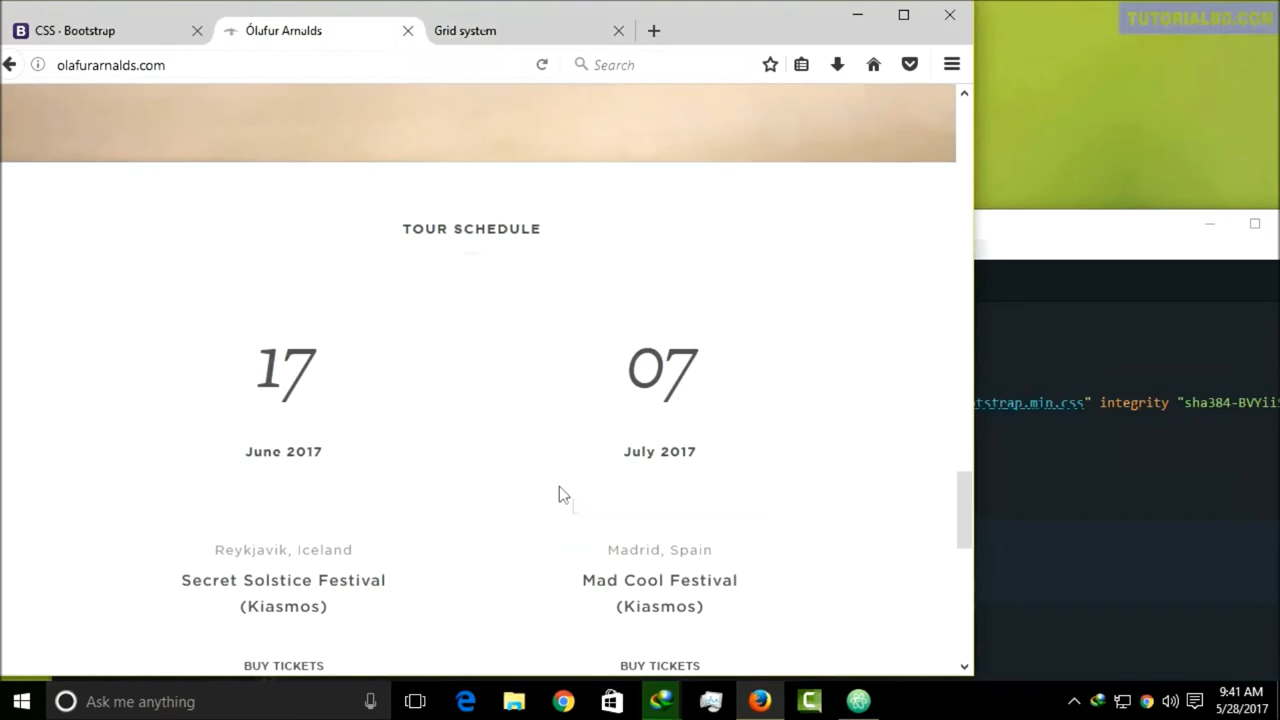 TUTORIALBD.COM
CSS · Bootstrap
Ólafur Arnalds
Grid system
olafurarnalds.com
Search
TOUR SCHEDULE
17
07
June 2017
July 2017
tstrap.min.css" integrity "sha384-BVYii
Reykjavik, Iceland
Madrid, Spain
Secret Solstice Festival
(Kiasmos)
Mad Cool Festival
(Kiasmos)
BUY TICKETS
BUY TICKETS
Ask me anything
9:41 AM
5/28/2017